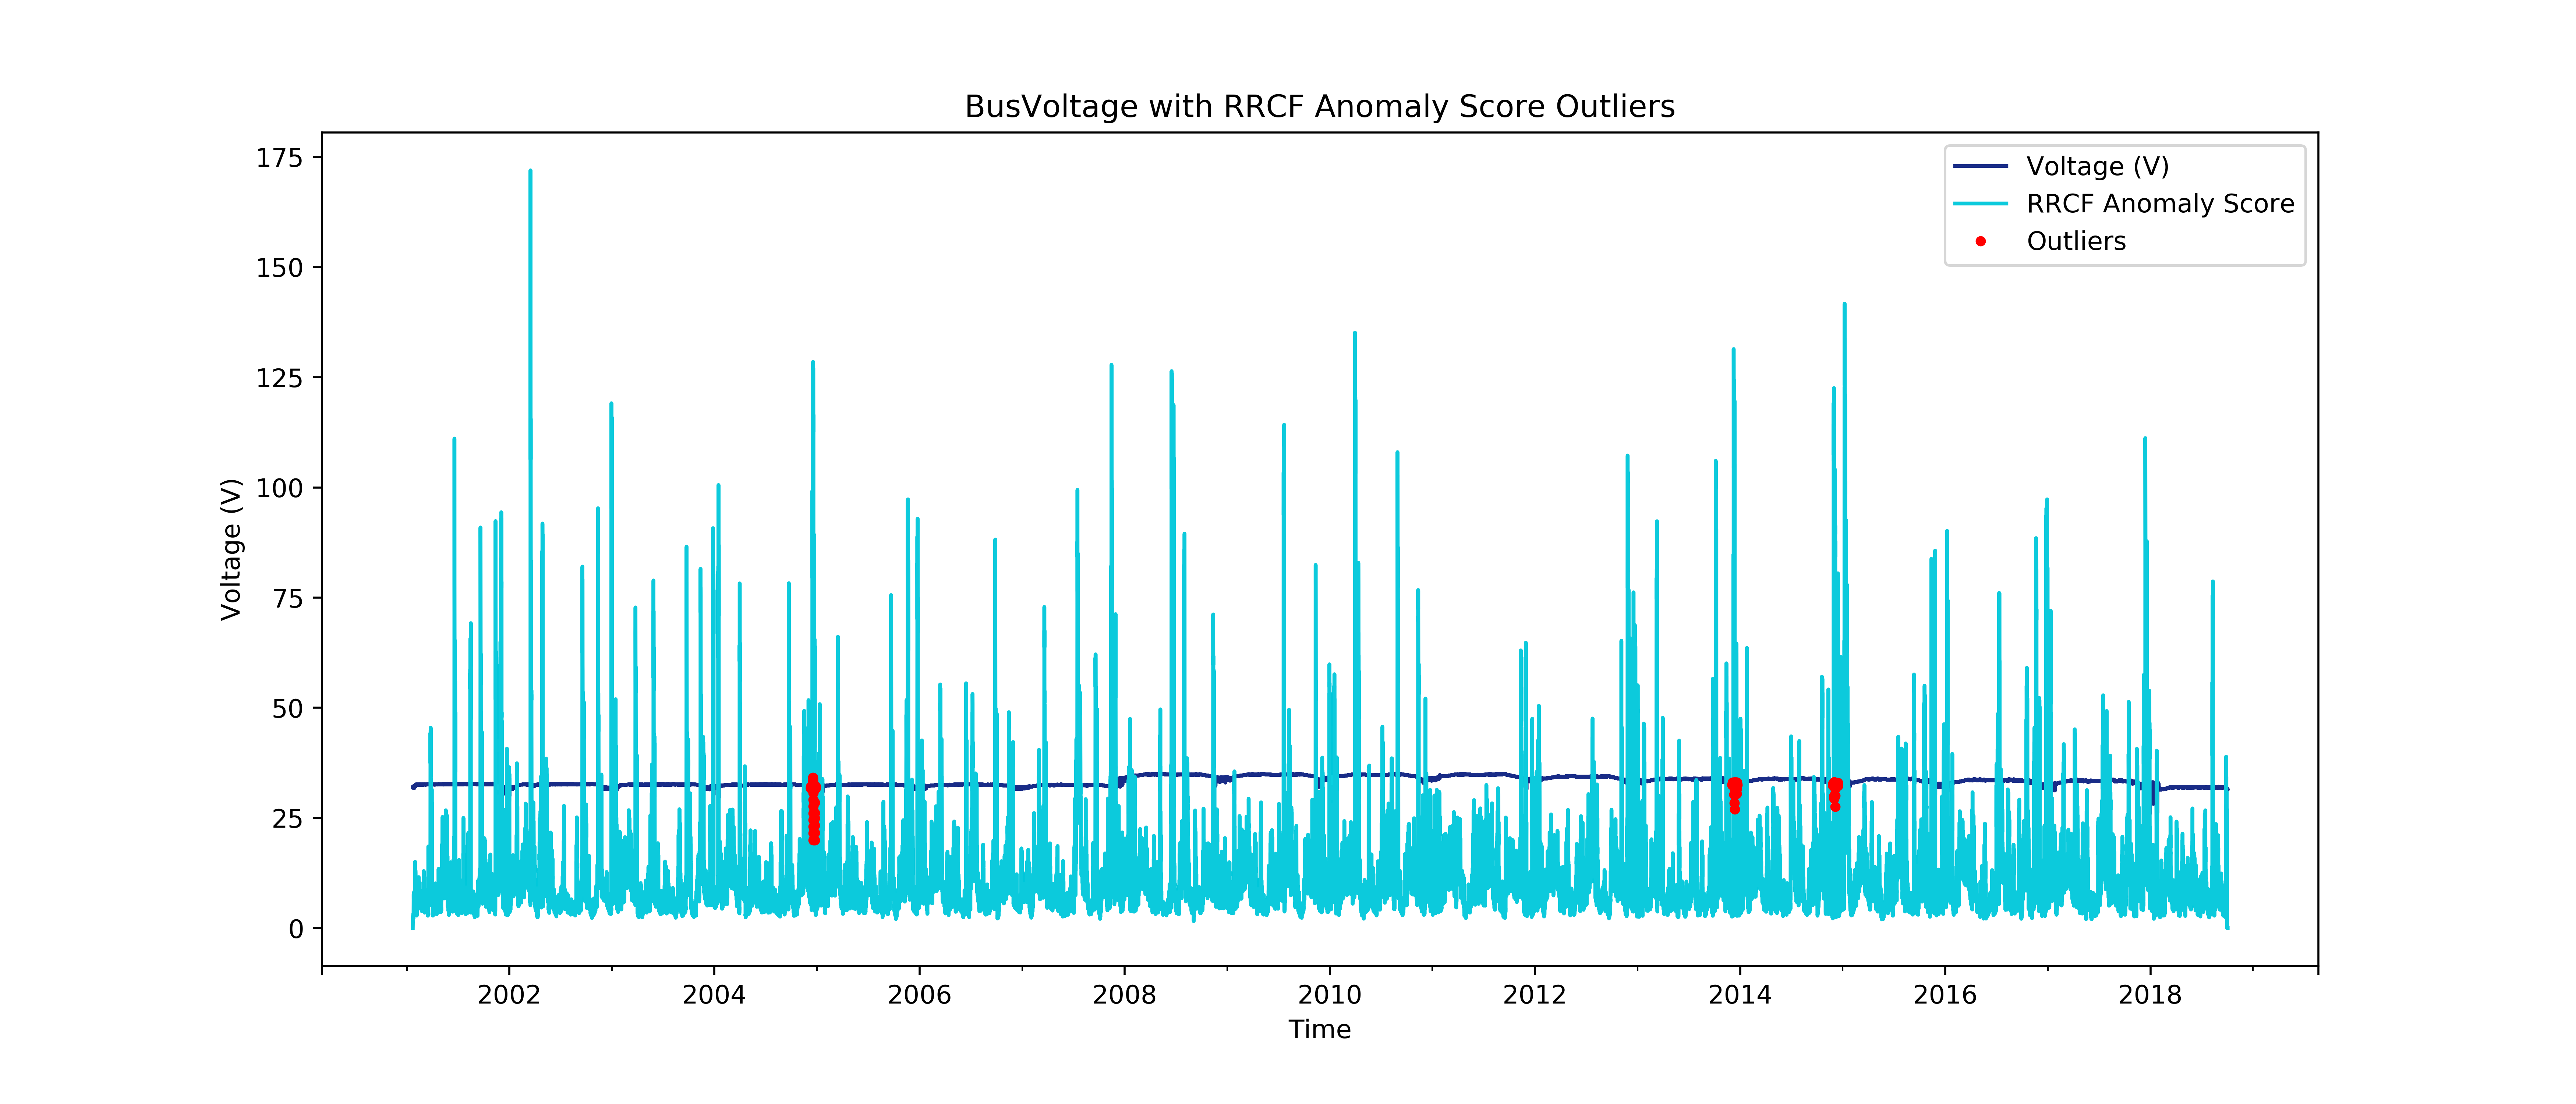 BusVoltage with RRCF Anomaly Score Outliers
175
150
125
100
75
50
25
0
Voltage (V)
Voltage (V)
RRCF Anomaly Score
Outliers
2002 2004 2006 2008 2010 2012 2014 2016 2018
Time